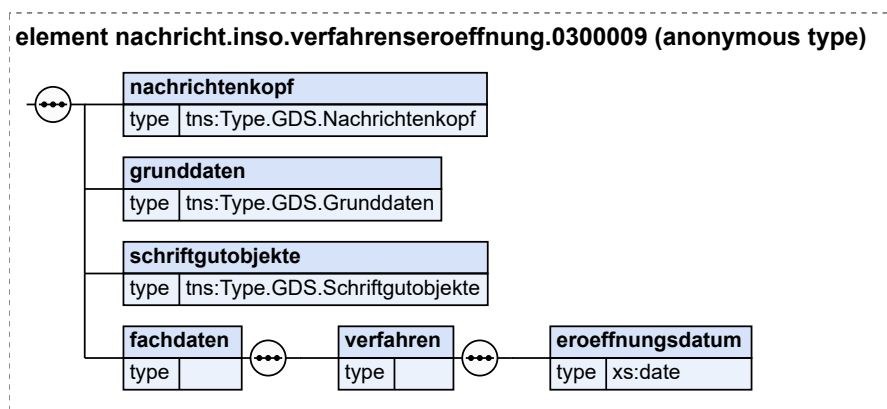 element nachricht.inso.verfahrenseroeffnung.0300009 (anonymous type)
nachrichtenkopf
type tns:Type.GDS.Nachrichtenkopf
grunddaten
type tns:Type.GDS.Grunddaten
schriftgutobjekte
type tns:Type.GDS.Schriftgutobjekte
fachdaten verfahren eroeffnungsdatum
type type type xs:date